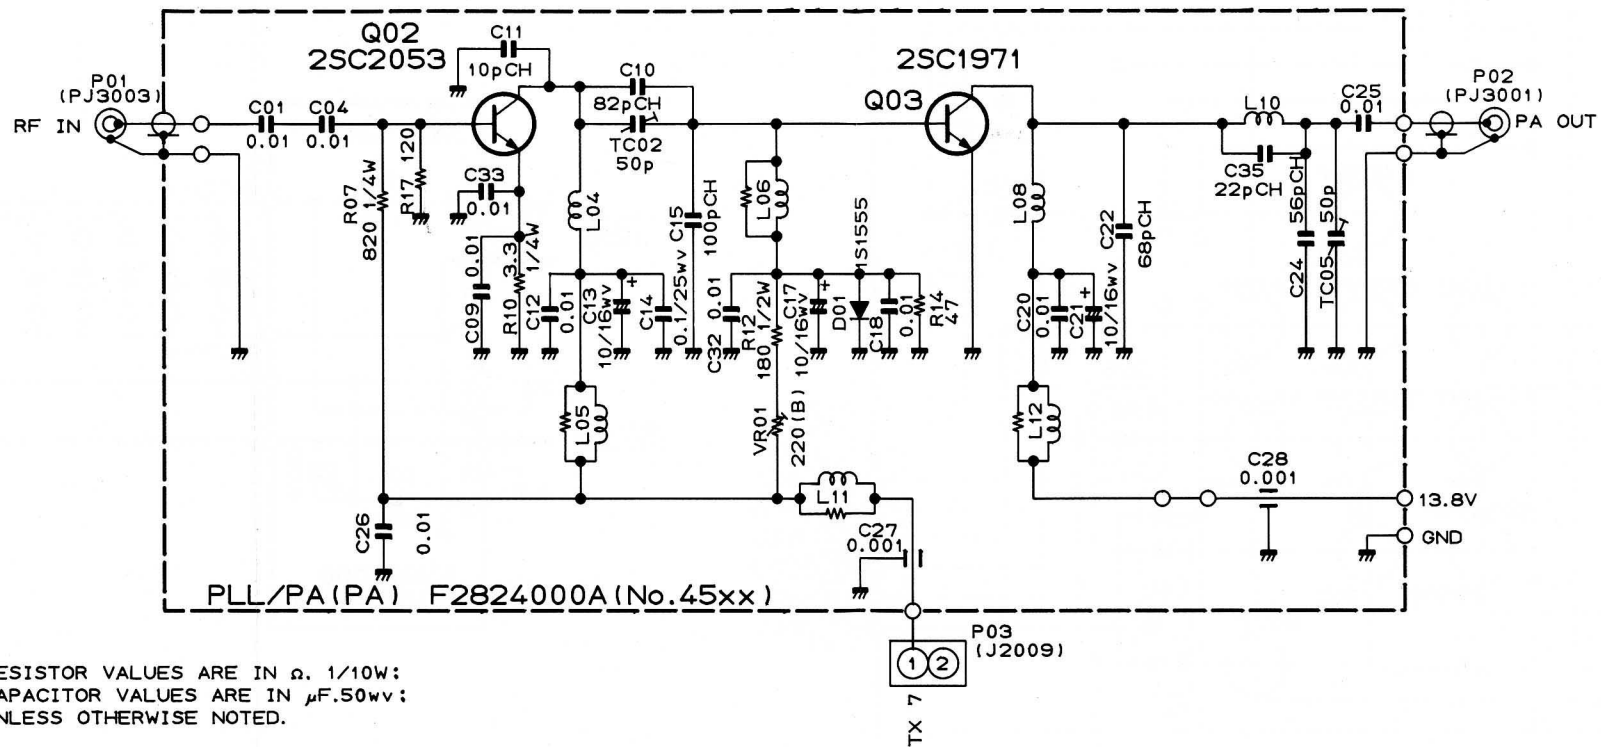 Q02
2SC2053
C11
10pCH
C10
82pCH
TC02
50p
2SC1971
Q03
P01
(PJ3003)
RF IN
C01
0.01
C04
0.01
R07
820 1/4W
R17 120
C33
0.01
C09 0.01
R10 3.3
1/4W
L04
C12
0.01
C13
10/16wv
C14
0.1/25wv
C15
100pCH
L06
C32 0.01
R12
180 1/2W
C17
10/16wv
+
+
D01
1S1555
C18
0.01
R14
47
L08
C20
0.01
C21
+
10/16wv
C22
68pCH
L10
C35
22pCH
C25
0.01
C24 56pCH
TC05 50p
P02
(PJ3001)
PA OUT
L05
VR01
220(B)
L11
L12
C26
0.01
C27
0.001
C28
0.001
13.8V
GND
PLL/PA(PA) F2824000A(No.45xx)
P03
(J2009)
1 2
TX 7
ESISTOR VALUES ARE IN Ω. 1/10W;
APACITOR VALUES ARE IN µF.50wv;
NLESS OTHERWISE NOTED.